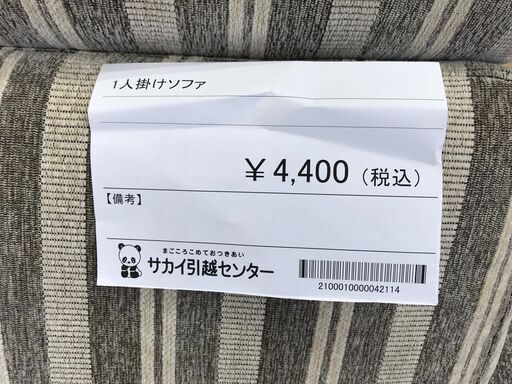 1人掛けソファ
￥4,400（税込）
【備考】
まごころこめておつきあい
サカイ引越センター
2100010000042114